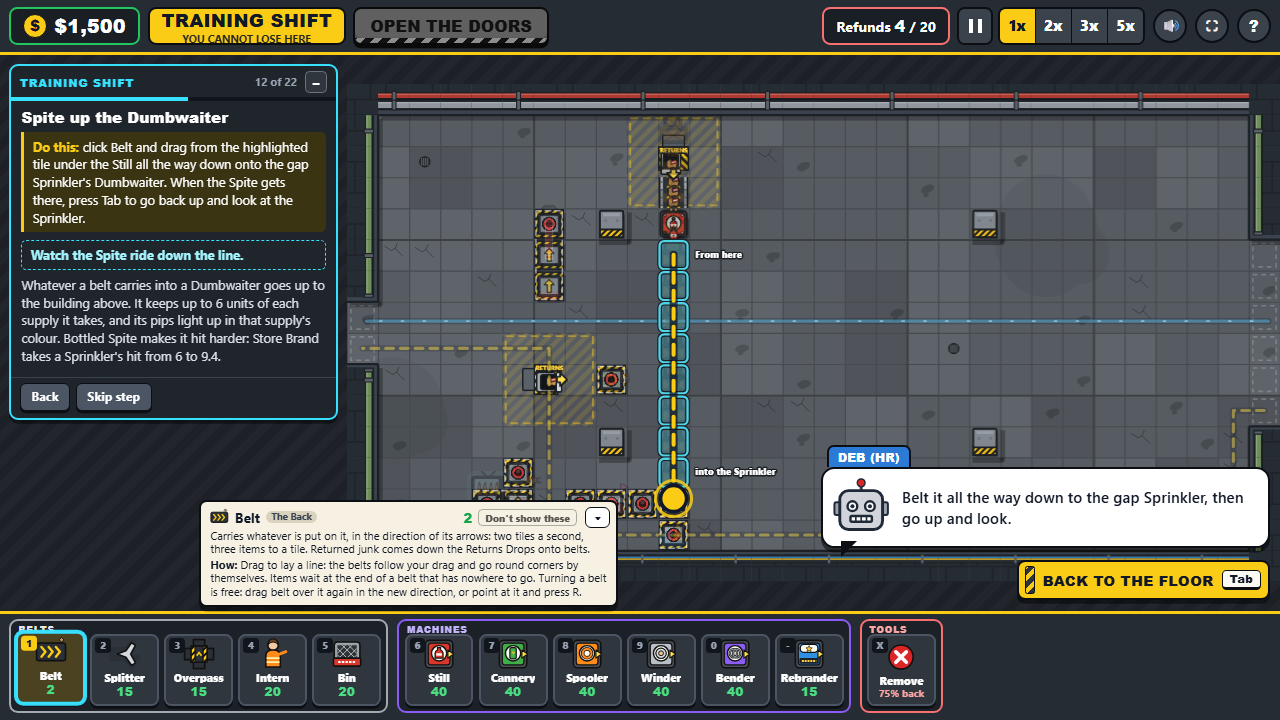 $ $1,500
TRAINING SHIFT
YOU CANNOT LOSE HERE
OPEN THE DOORS
Refunds 4 / 20
1x
2x
3x
5x
?
TRAINING SHIFT
12 of 22
–
Spite up the Dumbwaiter
Do this: click Belt and drag from the highlighted
tile under the Still all the way down onto the gap
Sprinkler's Dumbwaiter. When the Spite gets
there, press Tab to go back up and look at the
Sprinkler.
Watch the Spite ride down the line.
Whatever a belt carries into a Dumbwaiter goes up to
the building above. It keeps up to 6 units of each
supply it takes, and its pips light up in that supply's
colour. Bottled Spite makes it hit harder: Store Brand
takes a Sprinkler's hit from 6 to 9.4.
Back
Skip step
RETURNS
From here
RETURNS
into the Sprinkler
DEB (HR)
Belt it all the way down to the gap Sprinkler, then
go up and look.
Belt
The Back
2
Don't show these
Carries whatever is put on it, in the direction of its arrows: two tiles a second,
three items to a tile. Returned junk comes down the Returns Drops onto belts.
How: Drag to lay a line: the belts follow your drag and go round corners by
themselves. Items wait at the end of a belt that has nowhere to go. Turning a belt
is free: drag belt over it again in the new direction, or point at it and press R.
BACK TO THE FLOOR Tab
BELTS
1
Belt
2
2
Splitter
15
3
Overpass
15
4
Intern
20
5
Bin
20
MACHINES
6
Still
40
7
Cannery
40
8
Spooler
40
9
Winder
40
0
Bender
40
-
Rebrander
15
TOOLS
X
Remove
75% back